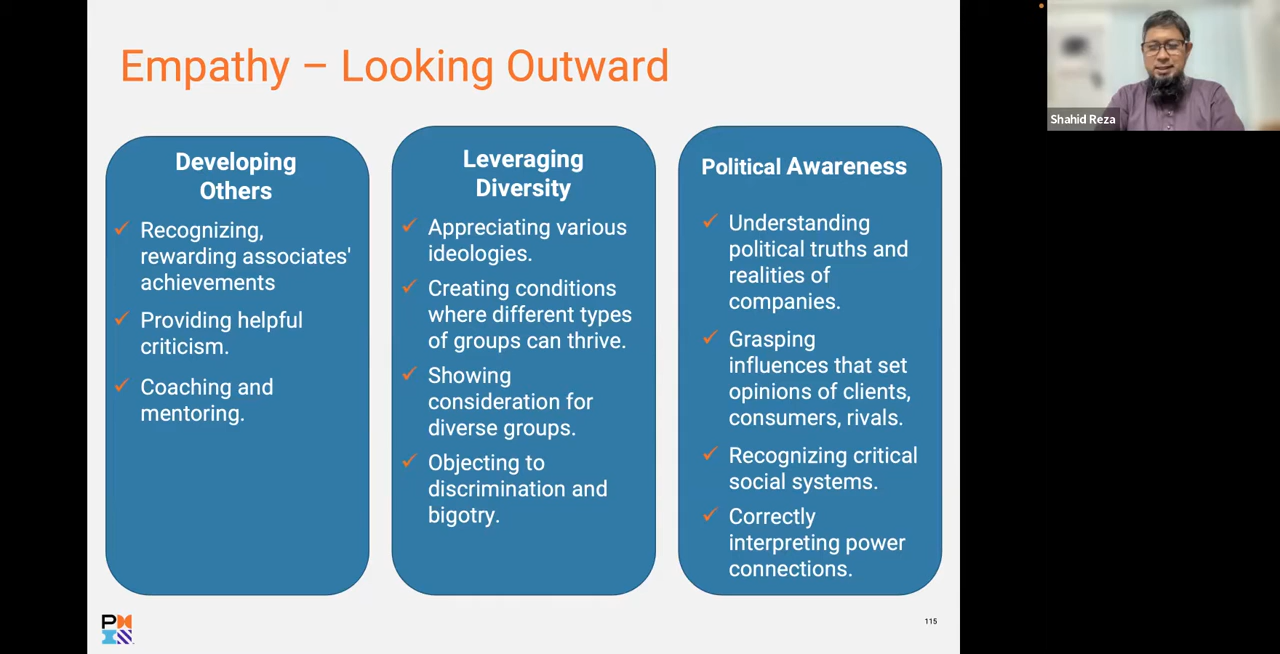 Empathy – Looking Outward
Developing
Others
Recognizing,
rewarding associates'
achievements
Providing helpful
criticism.
Coaching and
mentoring.
Leveraging
Diversity
Appreciating various
ideologies.
Creating conditions
where different types
of groups can thrive.
Showing
consideration for
diverse groups.
Objecting to
discrimination and
bigotry.
Political Awareness
Understanding
political truths and
realities of
companies.
Grasping
influences that set
opinions of clients,
consumers, rivals.
Recognizing critical
social systems.
Correctly
interpreting power
connections.
115
Shahid Reza